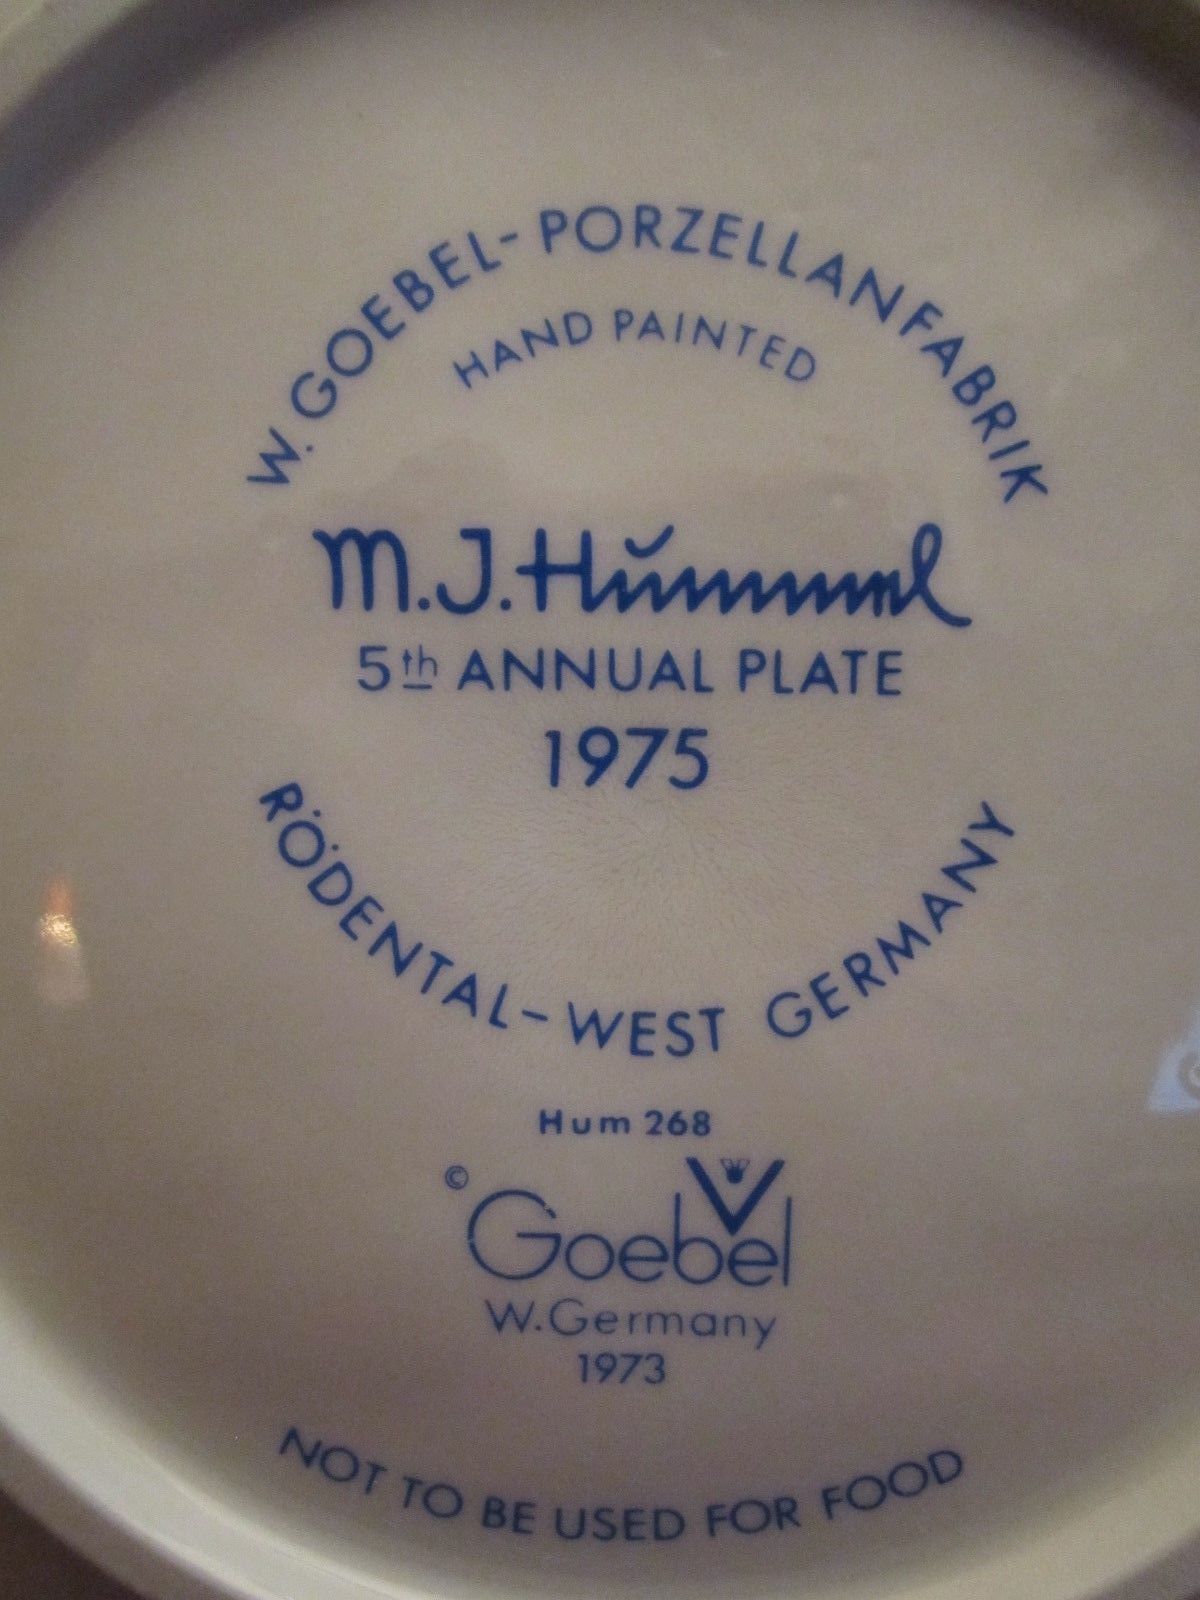 W. GOEBEL - PORZELLANFABRIK
HAND PAINTED
M.J. Hummel
5th ANNUAL PLATE
1975
RÖDENTAL - WEST GERMANY
Hum 268
© Goebel
W. Germany
1973
NOT TO BE USED FOR FOOD